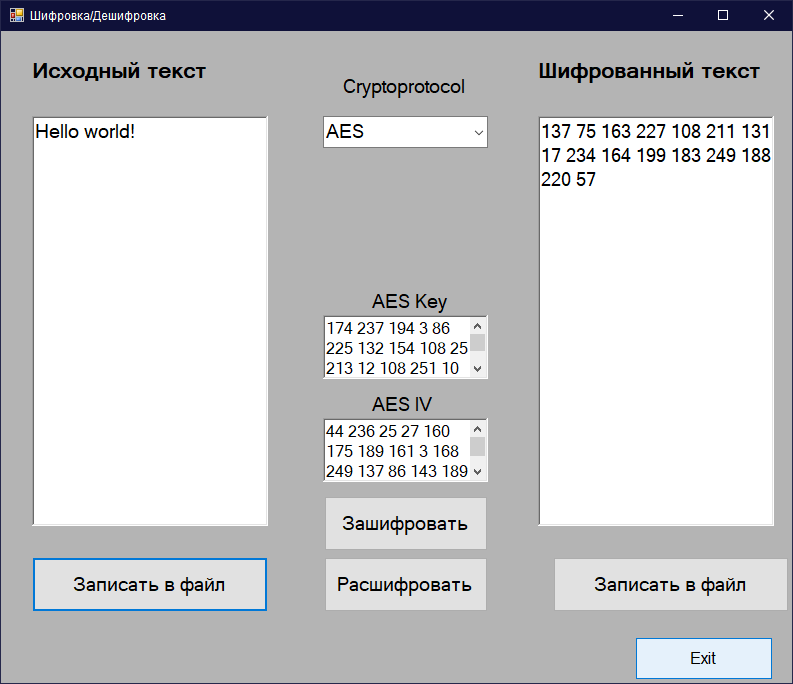 Шифровка/Дешифровка
Исходный текст
Cryptoprotocol
Шифрованный текст
Hello world!
AES
137 75 163 227 108 211 131
17 234 164 199 183 249 188
220 57
AES Key
174 237 194 3 86
225 132 154 108 25
213 12 108 251 10
AES IV
44 236 25 27 160
175 189 161 3 168
249 137 86 143 189
Зашифровать
Записать в файл
Расшифровать
Записать в файл
Exit